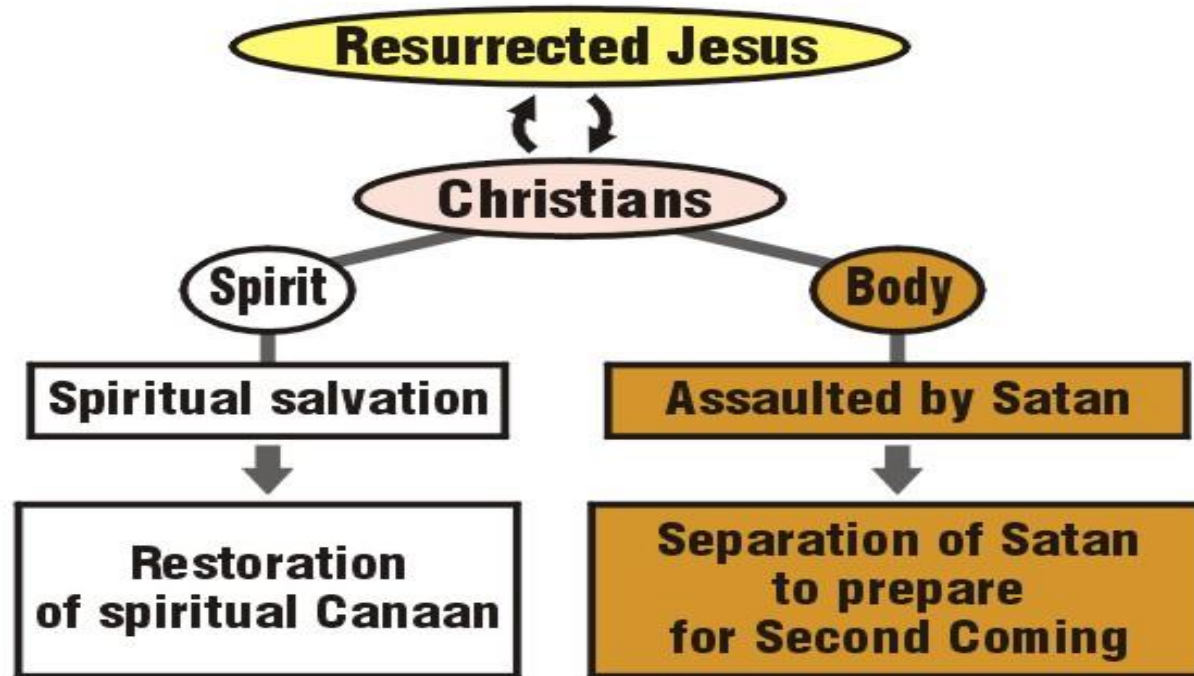 Resurrected Jesus
Christians
Spirit
Body
Spiritual salvation
Assaulted by Satan
Restoration
of spiritual Canaan
Separation of Satan
to prepare
for Second Coming